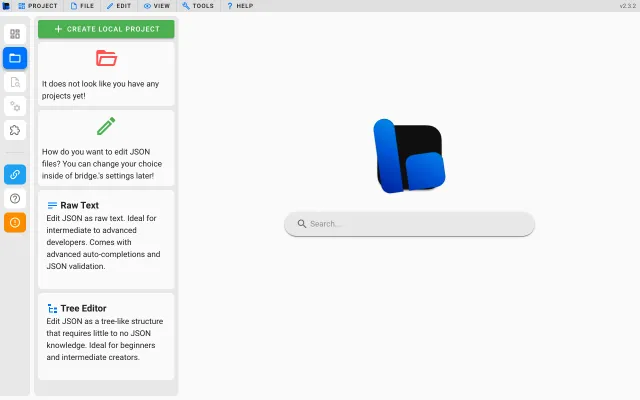 PROJECT FILE EDIT VIEW TOOLS HELP v2.3.2
CREATE LOCAL PROJECT
It does not look like you have any
projects yet!
How do you want to edit JSON
files? You can change your choice
inside of bridge.'s settings later!
Raw Text
Edit JSON as raw text. Ideal for
intermediate to advanced
developers. Comes with
advanced auto-completions and
JSON validation.
Tree Editor
Edit JSON as a tree-like structure
that requires little to no JSON
knowledge. Ideal for beginners
and intermediate creators.
Search...